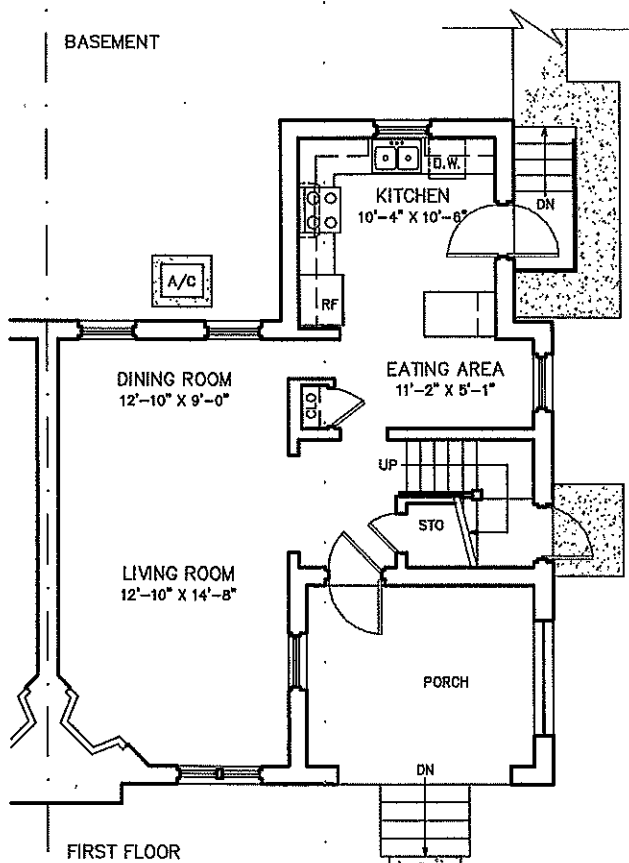 BASEMENT
D.W.
KITCHEN
10'-4" X 10'-6"
DN
A/C
RF
DINING ROOM
12'-10" X 9'-0"
EATING AREA
11'-2" X 5'-1"
CLO
UP
STO
LIVING ROOM
12'-10" X 14'-8"
PORCH
DN
FIRST FLOOR